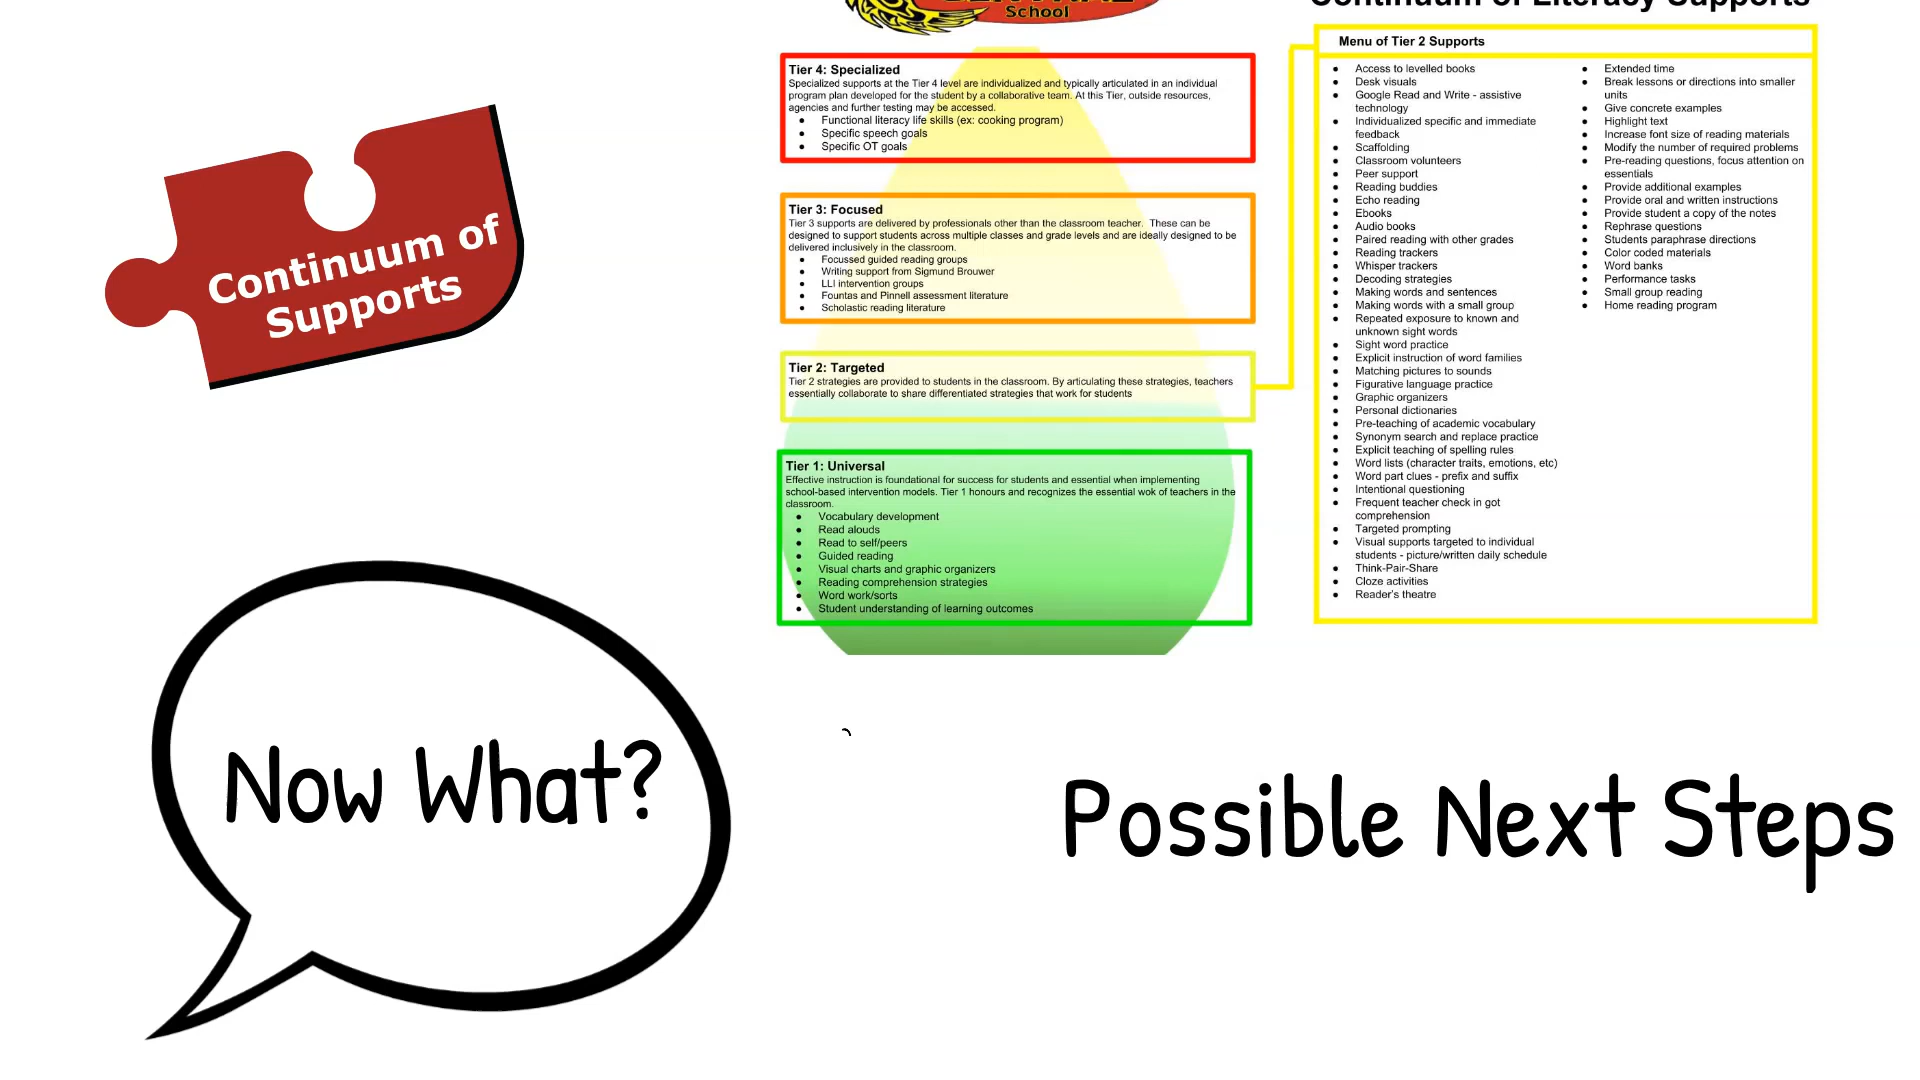 School
Continuum of Literacy Supports
Continuum of
Supports
Tier 4: Specialized
Specialized supports at the Tier 4 level are individualized and typically articulated in an individual
program plan developed for the student by a collaborative team. At this Tier, outside resources,
agencies and further testing may be accessed.
● Functional literacy life skills (ex: cooking program)
● Specific speech goals
● Specific OT goals
Tier 3: Focused
Tier 3 supports are delivered by professionals other than the classroom teacher. These can be
designed to support students across multiple classes and grade levels and are ideally designed to be
delivered inclusively in the classroom.
● Focussed guided reading groups
● Writing support from Sigmund Brouwer
● LLI intervention groups
● Fountas and Pinnell assessment literature
● Scholastic reading literature
Tier 2: Targeted
Tier 2 strategies are provided to students in the classroom. By articulating these strategies, teachers
essentially collaborate to share differentiated strategies that work for students
Tier 1: Universal
Effective instruction is foundational for success for students and essential when implementing
school-based intervention models. Tier 1 honours and recognizes the essential wok of teachers in the
classroom.
● Vocabulary development
● Read alouds
● Read to self/peers
● Guided reading
● Visual charts and graphic organizers
● Reading comprehension strategies
● Word work/sorts
● Student understanding of learning outcomes
Menu of Tier 2 Supports
● Access to levelled books
● Desk visuals
● Google Read and Write - assistive
technology
● Individualized specific and immediate
feedback
● Scaffolding
● Classroom volunteers
● Peer support
● Reading buddies
● Echo reading
● Ebooks
● Audio books
● Paired reading with other grades
● Reading trackers
● Whisper trackers
● Decoding strategies
● Making words and sentences
● Making words with a small group
● Repeated exposure to known and
unknown sight words
● Sight word practice
● Explicit instruction of word families
● Matching pictures to sounds
● Figurative language practice
● Graphic organizers
● Personal dictionaries
● Pre-teaching of academic vocabulary
● Synonym search and replace practice
● Explicit teaching of spelling rules
● Word lists (character traits, emotions, etc)
● Word part clues - prefix and suffix
● Intentional questioning
● Frequent teacher check in got
comprehension
● Targeted prompting
● Visual supports targeted to individual
students - picture/written daily schedule
● Think-Pair-Share
● Cloze activities
● Reader's theatre
● Extended time
● Break lessons or directions into smaller
units
● Give concrete examples
● Highlight text
● Increase font size of reading materials
● Modify the number of required problems
● Pre-reading questions, focus attention on
essentials
● Provide additional examples
● Provide oral and written instructions
● Provide student a copy of the notes
● Rephrase questions
● Students paraphrase directions
● Color coded materials
● Word banks
● Performance tasks
● Small group reading
● Home reading program
Now What?
Possible Next Steps